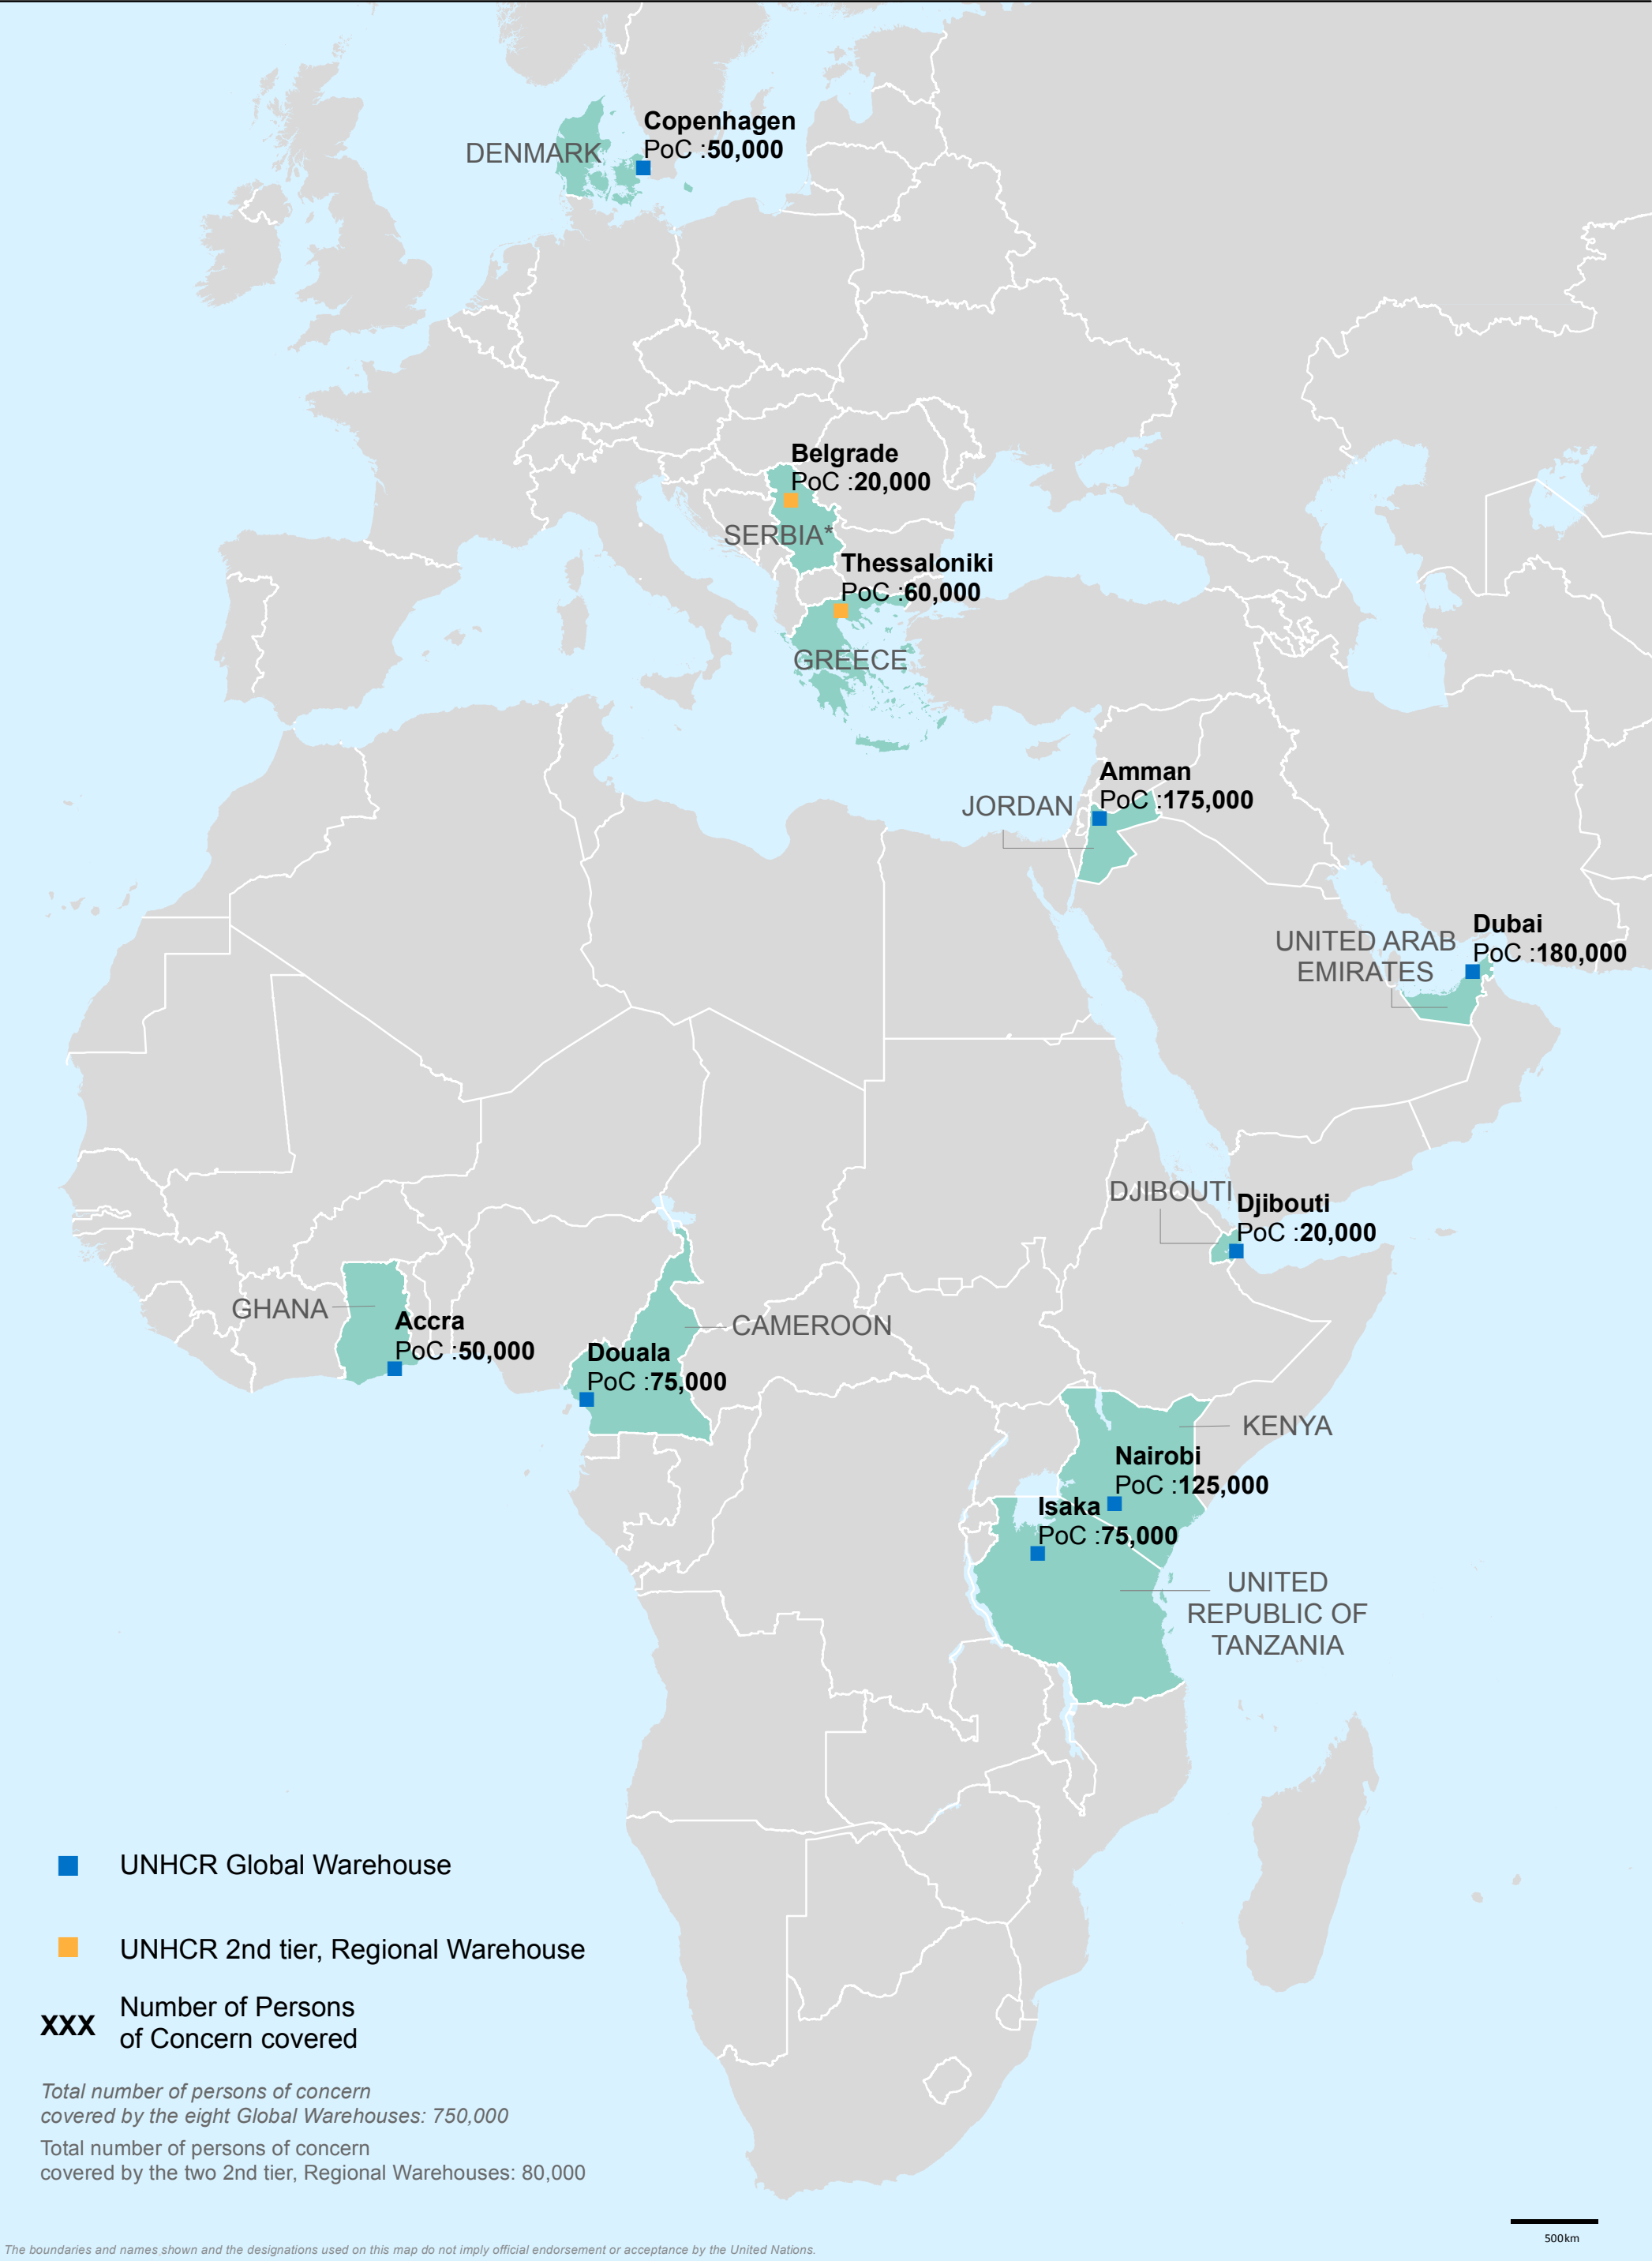 Copenhagen
PoC :50,000
DENMARK
Belgrade
PoC :20,000
SERBIA*
Thessaloniki
PoC :60,000
GREECE
Amman
PoC :175,000
JORDAN
Dubai
PoC :180,000
UNITED ARAB
EMIRATES
DJIBOUTI
Djibouti
PoC :20,000
GHANA
Accra
PoC :50,000
CAMEROON
Douala
PoC :75,000
KENYA
Nairobi
PoC :125,000
Isaka
PoC :75,000
UNITED
REPUBLIC OF
TANZANIA
UNHCR Global Warehouse
UNHCR 2nd tier, Regional Warehouse
XXX
Number of Persons
of Concern covered
Total number of persons of concern
covered by the eight Global Warehouses: 750,000
Total number of persons of concern
covered by the two 2nd tier, Regional Warehouses: 80,000
500km
The boundaries and names shown and the designations used on this map do not imply official endorsement or acceptance by the United Nations.